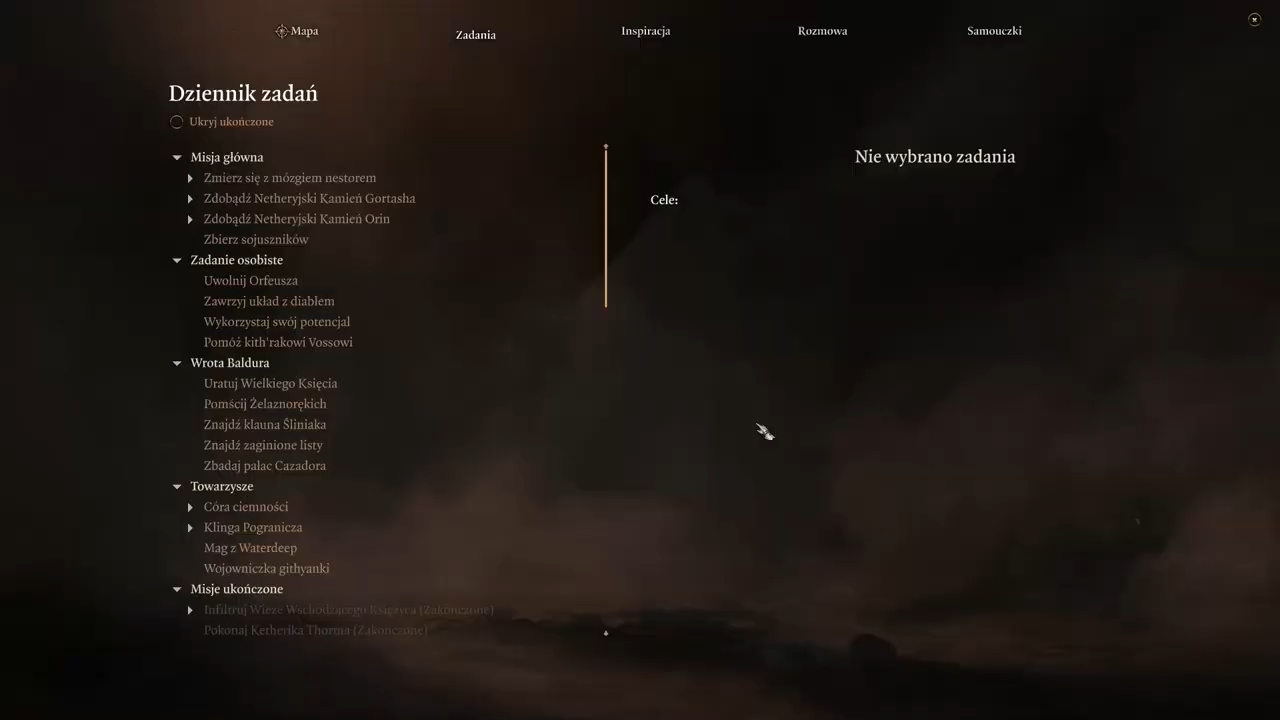 Mapa
Zadania
Inspiracja
Rozmowa
Samouczki
Dziennik zadań
Ukryj ukończone
Misja główna
Zmierz się z mózgiem nestorem
Zdobądź Netheryjski Kamień Gortasha
Zdobądź Netheryjski Kamień Orin
Zbierz sojuszników
Zadanie osobiste
Uwolnij Orfeusza
Zawrzyj układ z diabłem
Wykorzystaj swój potencjał
Pomóż kith'rakowi Vossowi
Wrota Baldura
Uratuj Wielkiego Księcia
Pomścij Żelaznorękich
Znajdź klauna Śliniaka
Znajdź zaginione listy
Zbadaj pałac Cazadora
Towarzysze
Córa ciemności
Klinga Pogranicza
Mag z Waterdeep
Wojowniczka githyanki
Misje ukończone
Infiltruj Wieże Wschodzącego Księżyca (Zakończone)
Pokonaj Ketherika Thorma (Zakończone)
Nie wybrano zadania
Cele: